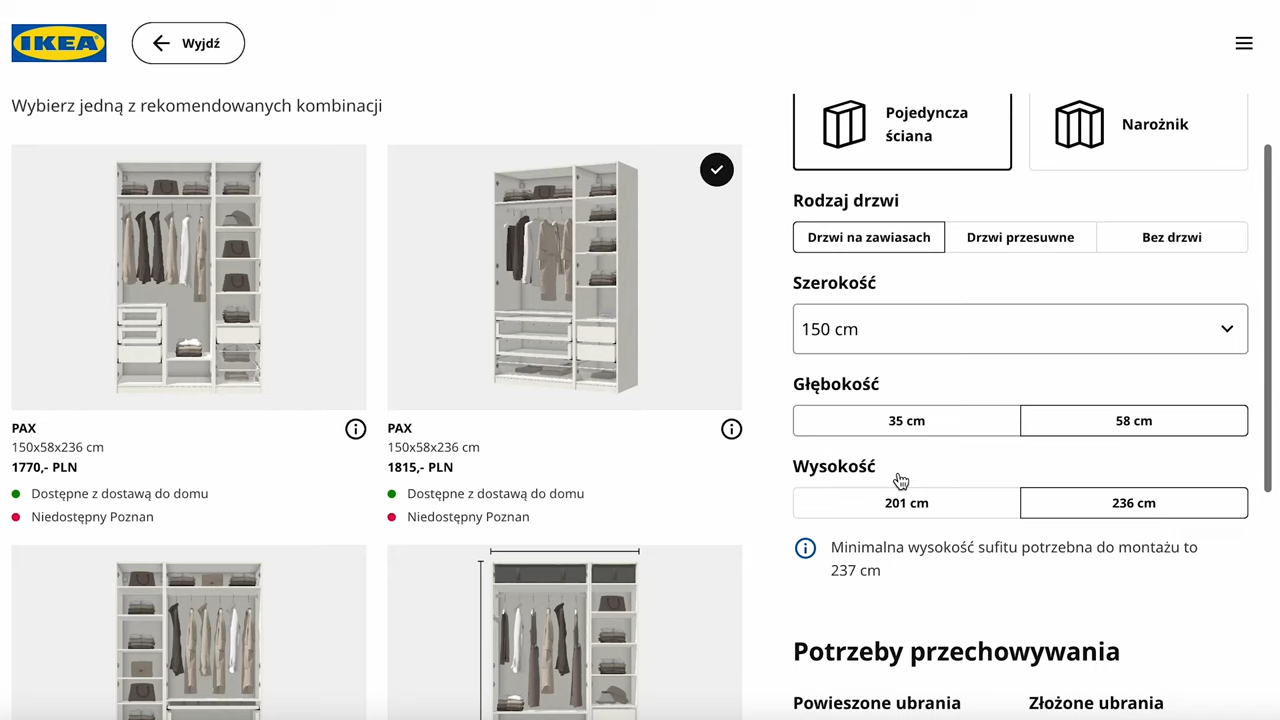 IKEA
Wyjdź
Wybierz jedną z rekomendowanych kombinacji
PAX
150x58x236 cm
1770,- PLN
Dostępne z dostawą do domu
Niedostępny Poznan
PAX
150x58x236 cm
1815,- PLN
Dostępne z dostawą do domu
Niedostępny Poznan
Pojedyncza
ściana
Narożnik
Rodzaj drzwi
Drzwi na zawiasach
Drzwi przesuwne
Bez drzwi
Szerokość
150 cm
Głębokość
35 cm
58 cm
Wysokość
201 cm
236 cm
Minimalna wysokość sufitu potrzebna do montażu to
237 cm
Potrzeby przechowywania
Powieszone ubrania
Złożone ubrania